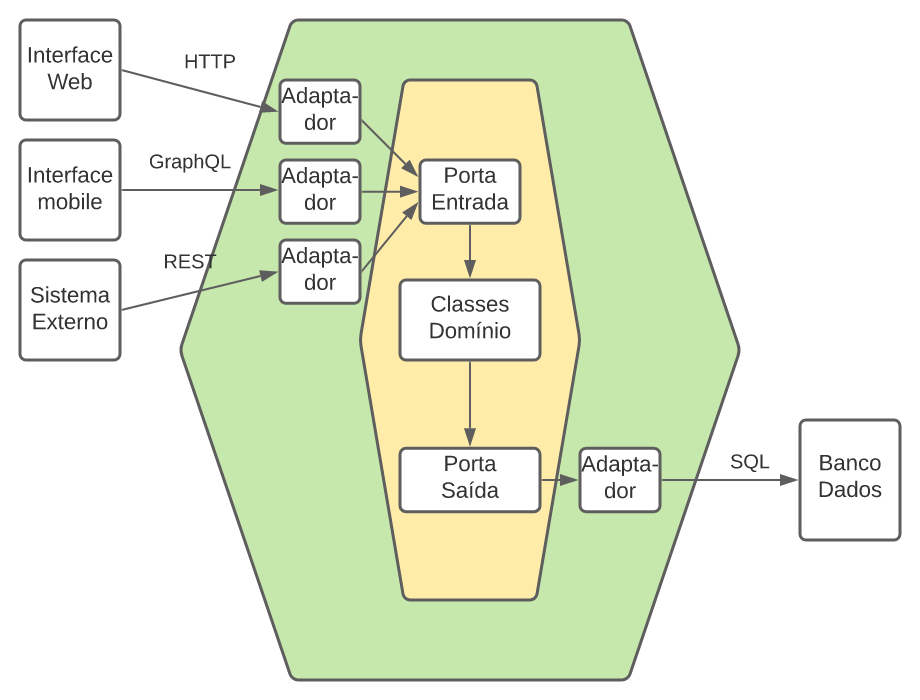 Interface
Web
HTTP
Adapta-
dor
Interface
mobile
GraphQL
Adapta-
dor
Porta
Entrada
Sistema
Externo
REST
Adapta-
dor
Classes
Domínio
Porta
Saída
Adapta-
dor
SQL
Banco
Dados